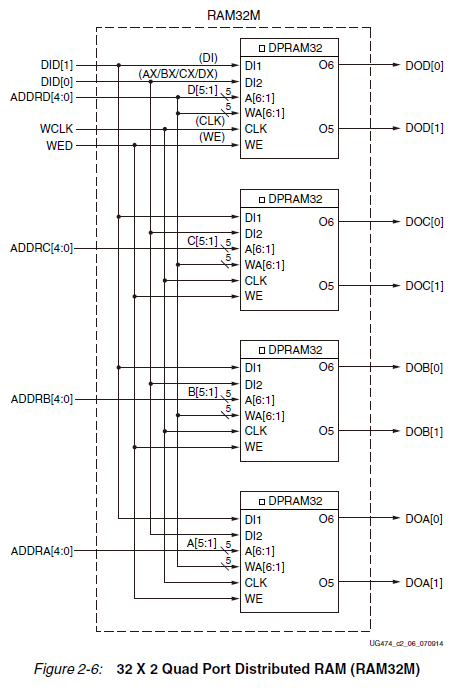 RAM32M
DPRAM32
DID[1] (DI) DI1 O6 DOD[0]
DID[0] (AX/BX/CX/DX) DI2
ADDRD[4:0] D[5:1] 5 A[6:1]
5 WA[6:1]
WCLK (CLK) CLK O5 DOD[1]
WED (WE) WE
DPRAM32
DI1 O6 DOC[0]
DI2
ADDRC[4:0] C[5:1] 5 A[6:1]
5 WA[6:1]
CLK O5 DOC[1]
WE
DPRAM32
DI1 O6 DOB[0]
DI2
ADDRB[4:0] B[5:1] 5 A[6:1]
5 WA[6:1]
CLK O5 DOB[1]
WE
DPRAM32
DI1 O6 DOA[0]
DI2
ADDRA[4:0] A[5:1] 5 A[6:1]
5 WA[6:1]
CLK O5 DOA[1]
WE
UG474_c2_06_070914
Figure 2-6: 32 X 2 Quad Port Distributed RAM (RAM32M)